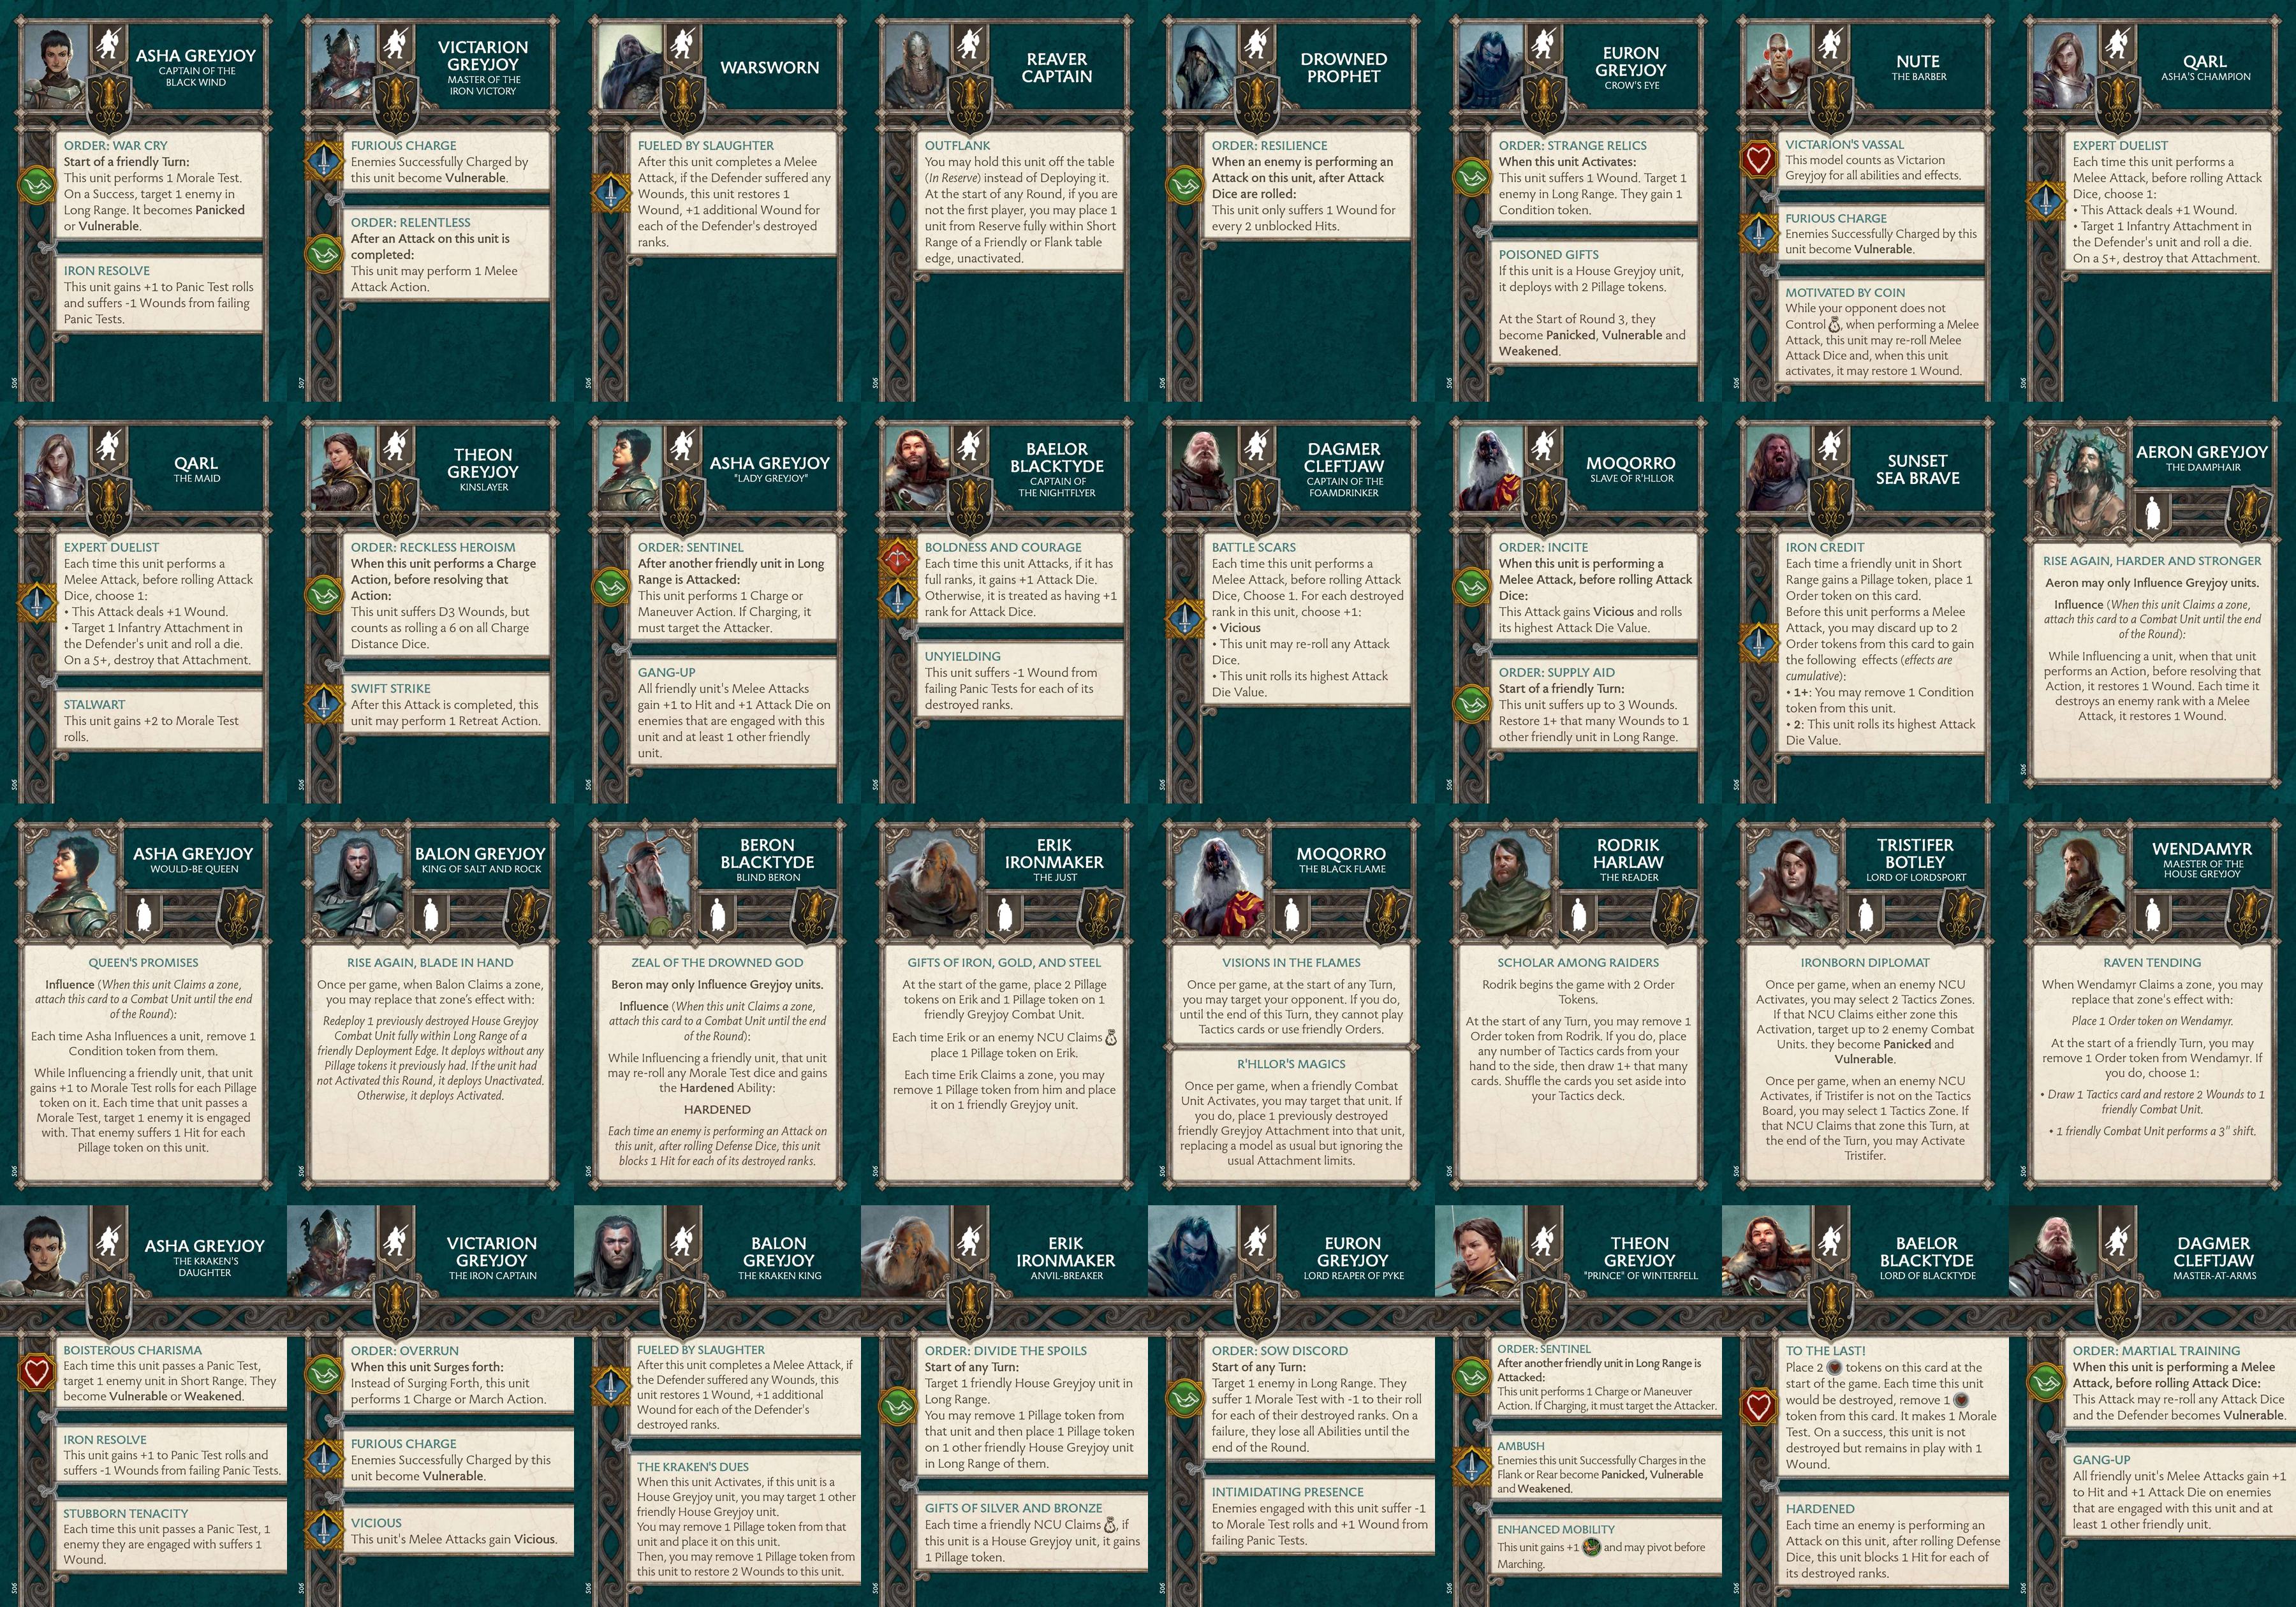 ASHA GREYJOY
CAPTAIN OF THE
BLACK WIND
ORDER: WAR CRY
Start of a friendly Turn:
This unit performs 1 Morale Test.
On a Success, target 1 enemy in
Long Range. It becomes Panicked
or Vulnerable.
IRON RESOLVE
This unit gains +1 to Panic Test rolls
and suffers -1 Wounds from failing
Panic Tests.
S06
VICTARION
GREYJOY
MASTER OF THE
IRON VICTORY
FURIOUS CHARGE
Enemies Successfully Charged by
this unit become Vulnerable.
ORDER: RELENTLESS
After an Attack on this unit is
completed:
This unit may perform 1 Melee
Attack Action.
S07
WARSWORN
FUELED BY SLAUGHTER
After this unit completes a Melee
Attack, if the Defender suffered any
Wounds, this unit restores 1
Wound, +1 additional Wound for
each of the Defender's destroyed
ranks.
S06
REAVER
CAPTAIN
OUTFLANK
You may hold this unit off the table
(In Reserve) instead of Deploying it.
At the start of any Round, if you are
not the first player, you may place 1
unit from Reserve fully within Short
Range of a Friendly or Flank table
edge, unactivated.
S06
DROWNED
PROPHET
ORDER: RESILIENCE
When an enemy is performing an
Attack on this unit, after Attack
Dice are rolled:
This unit only suffers 1 Wound for
every 2 unblocked Hits.
S06
EURON
GREYJOY
CROW'S EYE
ORDER: STRANGE RELICS
When this unit Activates:
This unit suffers 1 Wound. Target 1
enemy in Long Range. They gain 1
Condition token.
POISONED GIFTS
If this unit is a House Greyjoy unit,
it deploys with 2 Pillage tokens.
At the Start of Round 3, they
become Panicked, Vulnerable and
Weakened.
S06
NUTE
THE BARBER
VICTARION'S VASSAL
This model counts as Victarion
Greyjoy for all abilities and effects.
FURIOUS CHARGE
Enemies Successfully Charged by this
unit become Vulnerable.
MOTIVATED BY COIN
While your opponent does not
Control , when performing a Melee
Attack, this unit may re-roll Melee
Attack Dice and, when this unit
activates, it may restore 1 Wound.
S06
QARL
ASHA'S CHAMPION
EXPERT DUELIST
Each time this unit performs a
Melee Attack, before rolling Attack
Dice, choose 1:
• This Attack deals +1 Wound.
• Target 1 Infantry Attachment in
the Defender's unit and roll a die.
On a 5+, destroy that Attachment.
S06
QARL
THE MAID
EXPERT DUELIST
Each time this unit performs a
Melee Attack, before rolling Attack
Dice, choose 1:
• This Attack deals +1 Wound.
• Target 1 Infantry Attachment in
the Defender's unit and roll a die.
On a 5+, destroy that Attachment.
STALWART
This unit gains +2 to Morale Test
rolls.
S06
THEON
GREYJOY
KINSLAYER
ORDER: RECKLESS HEROISM
When this unit performs a Charge
Action, before resolving that
Action:
This unit suffers D3 Wounds, but
counts as rolling a 6 on all Charge
Distance Dice.
SWIFT STRIKE
After this Attack is completed, this
unit may perform 1 Retreat Action.
S06
ASHA GREYJOY
"LADY GREYJOY"
ORDER: SENTINEL
After another friendly unit in Long
Range is Attacked:
This unit performs 1 Charge or
Maneuver Action. If Charging, it
must target the Attacker.
GANG-UP
All friendly unit's Melee Attacks
gain +1 to Hit and +1 Attack Die on
enemies that are engaged with this
unit and at least 1 other friendly
unit.
S06
BAELOR
BLACKTYDE
CAPTAIN OF
THE NIGHTFLYER
BOLDNESS AND COURAGE
Each time this unit Attacks, if it has
full ranks, it gains +1 Attack Die.
Otherwise, it is treated as having +1
rank for Attack Dice.
UNYIELDING
This unit suffers -1 Wound from
failing Panic Tests for each of its
destroyed ranks.
S06
DAGMER
CLEFTJAW
CAPTAIN OF THE
FOAMDRINKER
BATTLE SCARS
Each time this unit performs a
Melee Attack, before rolling Attack
Dice, Choose 1. For each destroyed
rank in this unit, choose +1:
• Vicious
• This unit may re-roll any Attack
Dice.
• This unit rolls its highest Attack
Die Value.
S06
MOQORRO
SLAVE OF R'HLLOR
ORDER: INCITE
When this unit is performing a
Melee Attack, before rolling Attack
Dice:
This Attack gains Vicious and rolls
its highest Attack Die Value.
ORDER: SUPPLY AID
Start of a friendly Turn:
This unit suffers up to 3 Wounds.
Restore 1+ that many Wounds to 1
other friendly unit in Long Range.
S06
SUNSET
SEA BRAVE
IRON CREDIT
Each time a friendly unit in Short
Range gains a Pillage token, place 1
Order token on this card.
Before this unit performs a Melee
Attack, you may discard up to 2
Order tokens from this card to gain
the following effects (effects are
cumulative):
• 1+: You may remove 1 Condition
token from this unit.
• 2: This unit rolls its highest Attack
Die Value.
S06
AERON GREYJOY
THE DAMPHAIR
RISE AGAIN, HARDER AND STRONGER
Aeron may only Influence Greyjoy units.
Influence (When this unit Claims a zone,
attach this card to a Combat Unit until the end
of the Round):
While Influencing a unit, when that unit
performs an Action, before resolving that
Action, it restores 1 Wound. Each time it
destroys an enemy rank with a Melee
Attack, it restores 1 Wound.
S06
ASHA GREYJOY
WOULD-BE QUEEN
QUEEN'S PROMISES
Influence (When this unit Claims a zone,
attach this card to a Combat Unit until the end
of the Round):
Each time Asha Influences a unit, remove 1
Condition token from them.
While Influencing a friendly unit, that unit
gains +1 to Morale Test rolls for each Pillage
token on it. Each time that unit passes a
Morale Test, target 1 enemy it is engaged
with. That enemy suffers 1 Hit for each
Pillage token on this unit.
S06
BALON GREYJOY
KING OF SALT AND ROCK
RISE AGAIN, BLADE IN HAND
Once per game, when Balon Claims a zone,
you may replace that zone's effect with:
Redeploy 1 previously destroyed House Greyjoy
Combat Unit fully within Long Range of a
friendly Deployment Edge. It deploys without any
Pillage tokens it previously had. If the unit had
not Activated this Round, it deploys Unactivated.
Otherwise, it deploys Activated.
S06
BERON
BLACKTYDE
BLIND BERON
ZEAL OF THE DROWNED GOD
Beron may only Influence Greyjoy units.
Influence (When this unit Claims a zone,
attach this card to a Combat Unit until the end
of the Round):
While Influencing a friendly unit, that unit
may re-roll any Morale Test dice and gains
the Hardened Ability:
HARDENED
Each time an enemy is performing an Attack on
this unit, after rolling Defense Dice, this unit
blocks 1 Hit for each of its destroyed ranks.
S06
ERIK
IRONMAKER
THE JUST
GIFTS OF IRON, GOLD, AND STEEL
At the start of the game, place 2 Pillage
tokens on Erik and 1 Pillage token on 1
friendly Greyjoy Combat Unit.
Each time Erik or an enemy NCU Claims
place 1 Pillage token on Erik.
Each time Erik Claims a zone, you may
remove 1 Pillage token from him and place
it on 1 friendly Greyjoy unit.
S06
MOQORRO
THE BLACK FLAME
VISIONS IN THE FLAMES
Once per game, at the start of any Turn,
you may target your opponent. If you do,
until the end of this Turn, they cannot play
Tactics cards or use friendly Orders.
R'HLLOR'S MAGICS
Once per game, when a friendly Combat
Unit Activates, you may target that unit. If
you do, place 1 previously destroyed
friendly Greyjoy Attachment into that unit,
replacing a model as usual but ignoring the
usual Attachment limits.
S06
RODRIK
HARLAW
THE READER
SCHOLAR AMONG RAIDERS
Rodrik begins the game with 2 Order
Tokens.
At the start of any Turn, you may remove 1
Order token from Rodrik. If you do, place
any number of Tactics cards from your
hand to the side, then draw 1+ that many
cards. Shuffle the cards you set aside into
your Tactics deck.
S06
TRISTIFER
BOTLEY
LORD OF LORDSPORT
IRONBORN DIPLOMAT
Once per game, when an enemy NCU
Activates, you may select 2 Tactics Zones.
If that NCU Claims either zone this
Activation, target up to 2 enemy Combat
Units. they become Panicked and
Vulnerable.
Once per game, when an enemy NCU
Activates, if Tristifer is not on the Tactics
Board, you may select 1 Tactics Zone. If
that NCU Claims that zone this Turn, at
the end of the Turn, you may Activate
Tristifer.
S06
WENDAMYR
MAESTER OF THE
HOUSE GREYJOY
RAVEN TENDING
When Wendamyr Claims a zone, you may
replace that zone's effect with:
Place 1 Order token on Wendamyr.
At the start of a friendly Turn, you may
remove 1 Order token from Wendamyr. If
you do, choose 1:
• Draw 1 Tactics card and restore 2 Wounds to 1
friendly Combat Unit.
• 1 friendly Combat Unit performs a 3" shift.
S06
ASHA GREYJOY
THE KRAKEN'S
DAUGHTER
BOISTEROUS CHARISMA
Each time this unit passes a Panic Test,
target 1 enemy unit in Short Range. They
become Vulnerable or Weakened.
IRON RESOLVE
This unit gains +1 to Panic Test rolls and
suffers -1 Wounds from failing Panic Tests.
STUBBORN TENACITY
Each time this unit passes a Panic Test, 1
enemy they are engaged with suffers 1
Wound.
S06
VICTARION
GREYJOY
THE IRON CAPTAIN
ORDER: OVERRUN
When this unit Surges forth:
Instead of Surging Forth, this unit
performs 1 Charge or March Action.
FURIOUS CHARGE
Enemies Successfully Charged by this
unit become Vulnerable.
VICIOUS
This unit's Melee Attacks gain Vicious.
S06
BALON
GREYJOY
THE KRAKEN KING
FUELED BY SLAUGHTER
After this unit completes a Melee Attack, if
the Defender suffered any Wounds, this
unit restores 1 Wound, +1 additional
Wound for each of the Defender's
destroyed ranks.
THE KRAKEN'S DUES
When this unit Activates, if this unit is a
House Greyjoy unit, you may target 1 other
friendly House Greyjoy unit.
You may remove 1 Pillage token from that
unit and place it on this unit.
Then, you may remove 1 Pillage token from
this unit to restore 2 Wounds to this unit.
S06
ERIK
IRONMAKER
ANVIL-BREAKER
ORDER: DIVIDE THE SPOILS
Start of any Turn:
Target 1 friendly House Greyjoy unit in
Long Range.
You may remove 1 Pillage token from
that unit and then place 1 Pillage token
on 1 other friendly House Greyjoy unit
in Long Range of them.
GIFTS OF SILVER AND BRONZE
Each time a friendly NCU Claims , if
this unit is a House Greyjoy unit, it gains
1 Pillage token.
S06
EURON
GREYJOY
LORD REAPER OF PYKE
ORDER: SOW DISCORD
Start of any Turn:
Target 1 enemy in Long Range. They
suffer 1 Morale Test with -1 to their roll
for each of their destroyed ranks. On a
failure, they lose all Abilities until the
end of the Round.
INTIMIDATING PRESENCE
Enemies engaged with this unit suffer -1
to Morale Test rolls and +1 Wound from
failing Panic Tests.
S06
THEON
GREYJOY
"PRINCE" OF WINTERFELL
ORDER: SENTINEL
After another friendly unit in Long Range is
Attacked:
This unit performs 1 Charge or Maneuver
Action. If Charging, it must target the Attacker.
AMBUSH
Enemies this unit Successfully Charges in the
Flank or Rear become Panicked, Vulnerable
and Weakened.
ENHANCED MOBILITY
This unit gains +1 and may pivot before
Marching.
S06
BAELOR
BLACKTYDE
LORD OF BLACKTYDE
TO THE LAST!
Place 2 tokens on this card at the
start of the game. Each time this unit
would be destroyed, remove 1
token from this card. It makes 1 Morale
Test. On a success, this unit is not
destroyed but remains in play with 1
Wound.
HARDENED
Each time an enemy is performing an
Attack on this unit, after rolling Defense
Dice, this unit blocks 1 Hit for each of
its destroyed ranks.
S06
DAGMER
CLEFTJAW
MASTER-AT-ARMS
ORDER: MARTIAL TRAINING
When this unit is performing a Melee
Attack, before rolling Attack Dice:
This Attack may re-roll any Attack Dice
and the Defender becomes Vulnerable.
GANG-UP
All friendly unit's Melee Attacks gain +1
to Hit and +1 Attack Die on enemies
that are engaged with this unit and at
least 1 other friendly unit.
S06